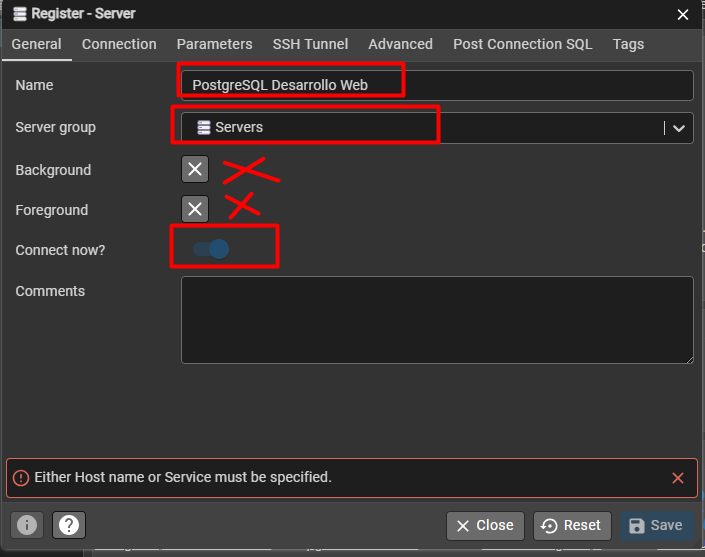 Register - Server
General Connection Parameters SSH Tunnel Advanced Post Connection SQL Tags
Name PostgreSQL Desarrollo Web
Server group Servers
Background
Foreground
Connect now?
Comments
Either Host name or Service must be specified.
Close Reset Save